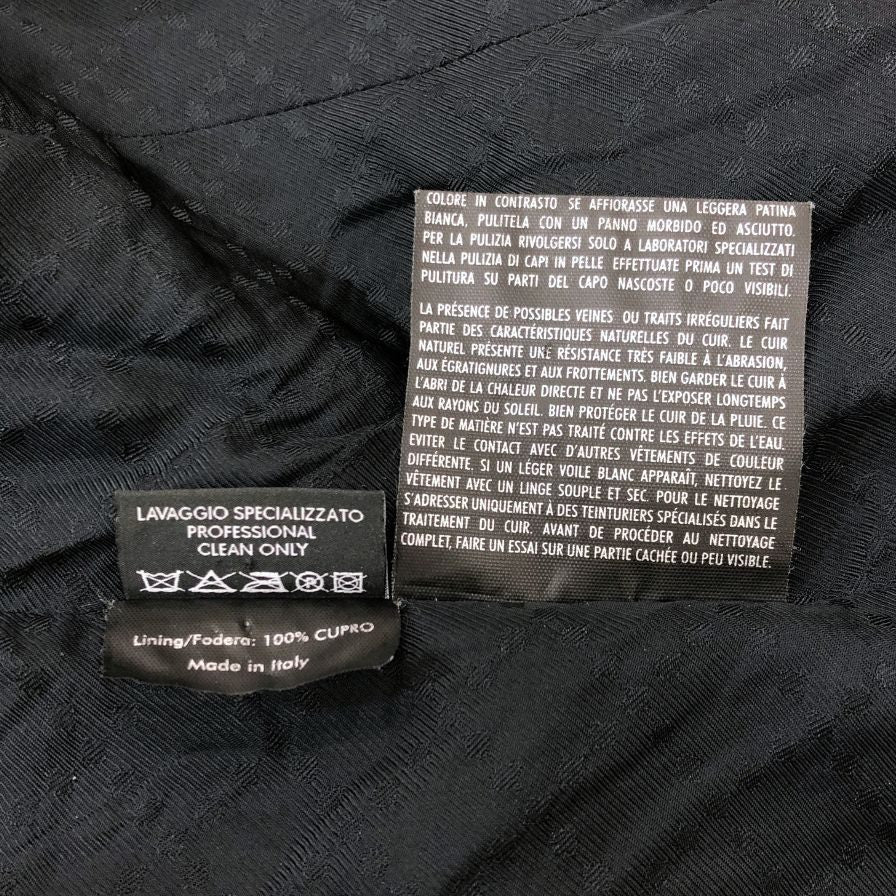 COLORE IN CONTRASTO SE AFFIORASSE UNA LEGGERA PATINA
BIANCA, PULITELA CON UN PANNO MORBIDO ED ASCIUTTO.
PER LA PULIZIA RIVOLGERSI SOLO A LABORATORI SPECIALIZZATI
NELLA PULIZIA DI CAPI IN PELLE EFFETTUATE PRIMA UN TEST DI
PULITURA SU PARTI DEL CAPO NASCOSTE O POCO VISIBILI.
LA PRÉSENCE DE POSSIBLES VEINES OU TRAITS IRRÉGULIERS FAIT
PARTIE DES CARACTÉRISTIQUES NATURELLES DU CUIR. LE CUIR
NATUREL PRÉSENTE UNE RÉSISTANCE TRÈS FAIBLE À L'ABRASION,
AUX ÉGRATIGNURES ET AUX FROTTEMENTS. BIEN GARDER LE CUIR À
L'ABRI DE LA CHALEUR DIRECTE ET NE PAS L'EXPOSER LONGTEMPS
AUX RAYONS DU SOLEIL. BIEN PROTÉGER LE CUIR DE LA PLUIE. CE
TYPE DE MATIÈRE N'EST PAS TRAITÉ CONTRE LES EFFETS DE L'EAU.
EVITER LE CONTACT AVEC D'AUTRES VÊTEMENTS DE COULEUR
DIFFÉRENTE. SI UN LÉGER VOILE BLANC APPARAÎT, NETTOYEZ LE
VÊTEMENT AVEC UN LINGE SOUPLE ET SEC. POUR LE NETTOYAGE
S'ADRESSER UNIQUEMENT À DES TEINTURIERS SPÉCIALISÉS DANS LE
TRAITEMENT DU CUIR. AVANT DE PROCÉDER AU NETTOYAGE
COMPLET, FAIRE UN ESSAI SUR UNE PARTIE CACHÉE OU PEU VISIBLE.
LAVAGGIO SPECIALIZZATO
PROFESSIONAL
CLEAN ONLY
Lining/Fodera: 100% CUPRO
Made in Italy